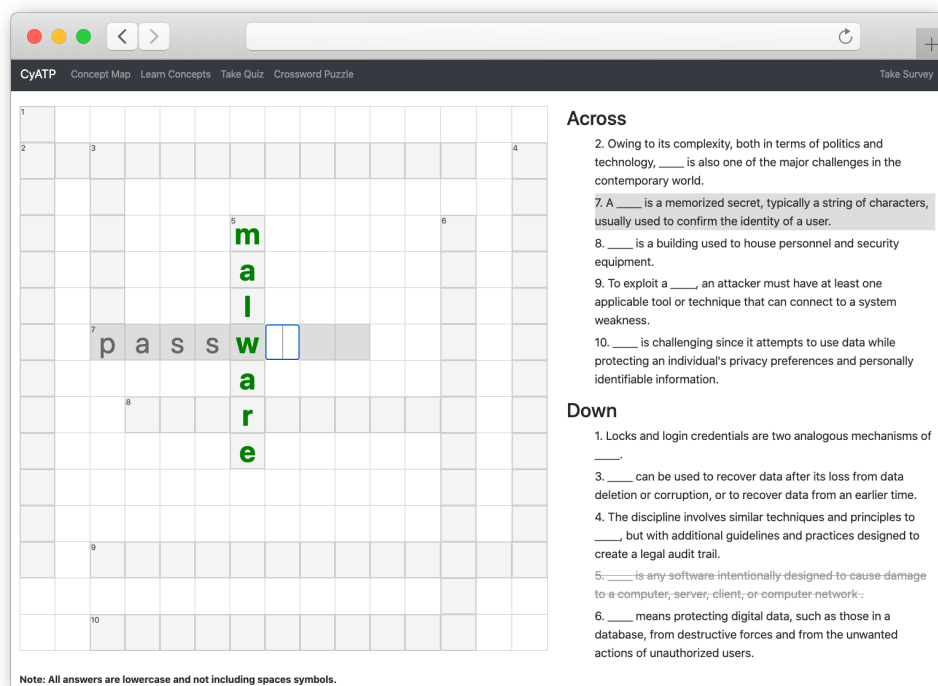 CyATP Concept Map Learn Concepts Take Quiz Crossword Puzzle Take Survey
1
2 3 4
5 6
m
a
l
7
p a s s w
a
8
r
e
9
10
Note: All answers are lowercase and not including spaces symbols.
Across
2. Owing to its complexity, both in terms of politics and
technology, ____ is also one of the major challenges in the
contemporary world.
7. A ____ is a memorized secret, typically a string of characters,
usually used to confirm the identity of a user.
8. ____ is a building used to house personnel and security
equipment.
9. To exploit a ____, an attacker must have at least one
applicable tool or technique that can connect to a system
weakness.
10. ____ is challenging since it attempts to use data while
protecting an individual's privacy preferences and personally
identifiable information.
Down
1. Locks and login credentials are two analogous mechanisms of
____.
3. ____ can be used to recover data after its loss from data
deletion or corruption, or to recover data from an earlier time.
4. The discipline involves similar techniques and principles to
____, but with additional guidelines and practices designed to
create a legal audit trail.
5. ____ is any software intentionally designed to cause damage
to a computer, server, client, or computer network .
6. ____ means protecting digital data, such as those in a
database, from destructive forces and from the unwanted
actions of unauthorized users.